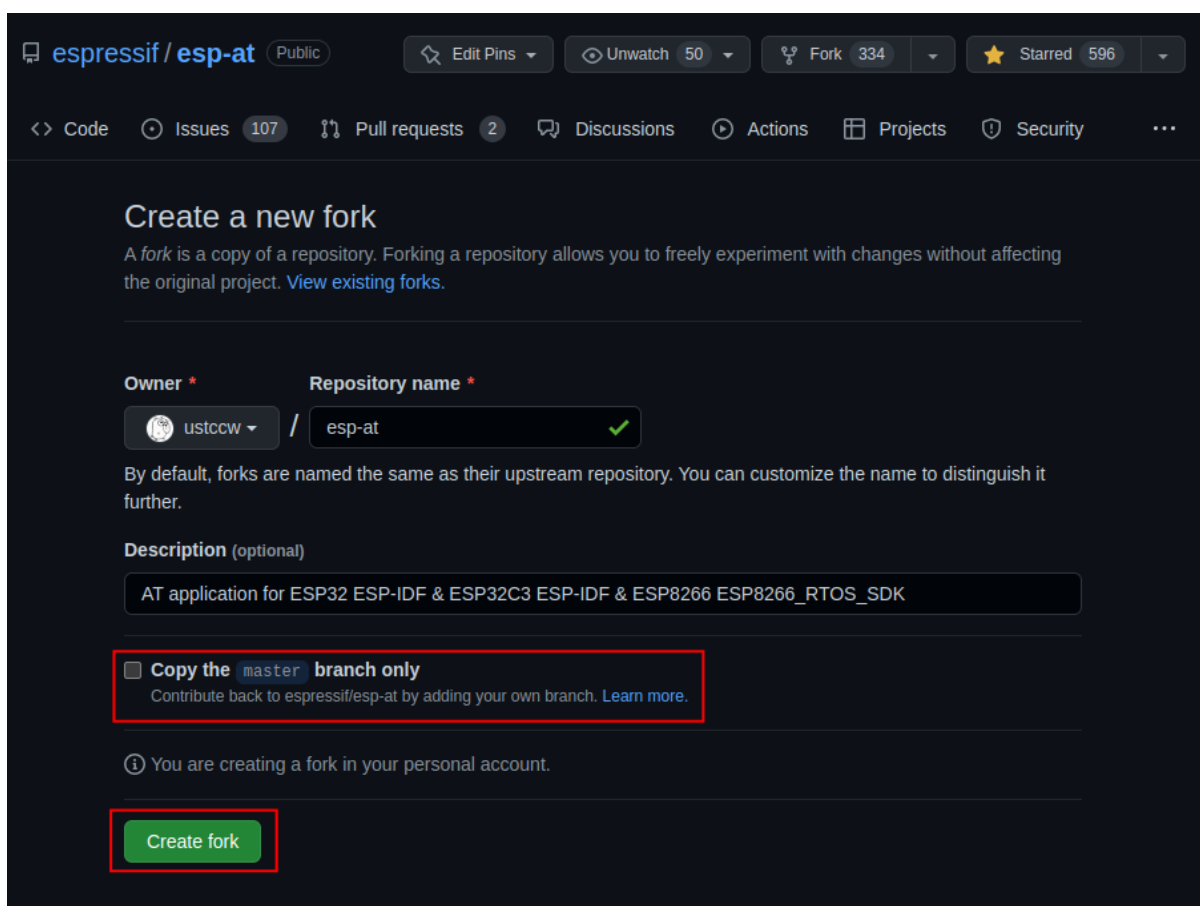 espressif / esp-at Public Edit Pins Unwatch 50 Fork 334 Starred 596
Code Issues 107 Pull requests 2 Discussions Actions Projects Security
Create a new fork
A fork is a copy of a repository. Forking a repository allows you to freely experiment with changes without affecting
the original project. View existing forks.
Owner * Repository name *
ustccw / esp-at
By default, forks are named the same as their upstream repository. You can customize the name to distinguish it
further.
Description (optional)
AT application for ESP32 ESP-IDF & ESP32C3 ESP-IDF & ESP8266 ESP8266_RTOS_SDK
Copy the master branch only
Contribute back to espressif/esp-at by adding your own branch. Learn more.
You are creating a fork in your personal account.
Create fork